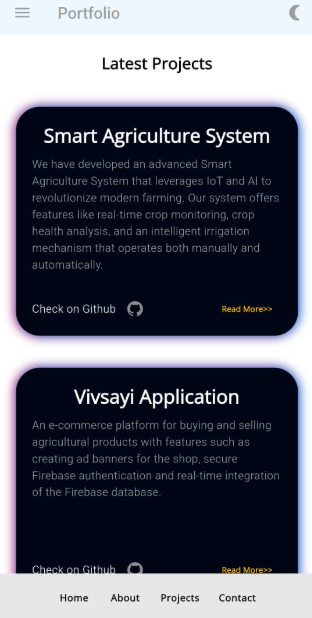 Portfolio
Latest Projects
Smart Agriculture System
We have developed an advanced Smart
Agriculture System that leverages IoT and AI to
revolutionize modern farming. Our system offers
features like real-time crop monitoring, crop
health analysis, and an intelligent irrigation
mechanism that operates both manually and
automatically.
Check on Github
Read More>>
Vivsayi Application
An e-commerce platform for buying and selling
agricultural products with features such as
creating ad banners for the shop, secure
Firebase authentication and real-time integration
of the Firebase database.
Check on Github
Read More>>
Home About Projects Contact